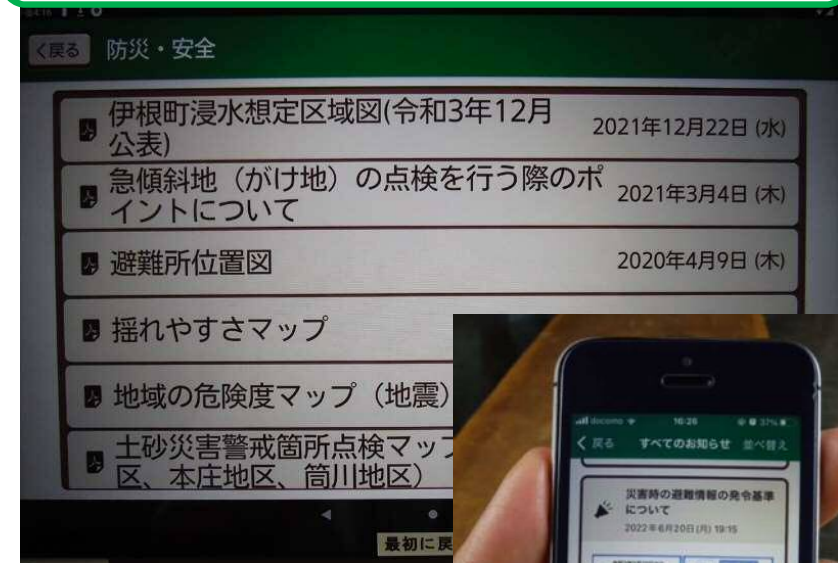 <戻る 防災・安全
伊根町浸水想定区域図(令和3年12月
公表)
2021年12月22日 (水)
急傾斜地（がけ地）の点検を行う際のポ
イントについて
2021年3月4日 (木)
避難所位置図
2020年4月9日 (木)
揺れやすさマップ
地域の危険度マップ（地震）
土砂災害警戒箇所点検マップ
区、本庄地区、筒川地区）
最初に戻
docomo 16:26 37%
< 戻る すべてのお知らせ 並べ替え
災害時の避難情報の発令基準
について
2022年6月20日(月) 19:15